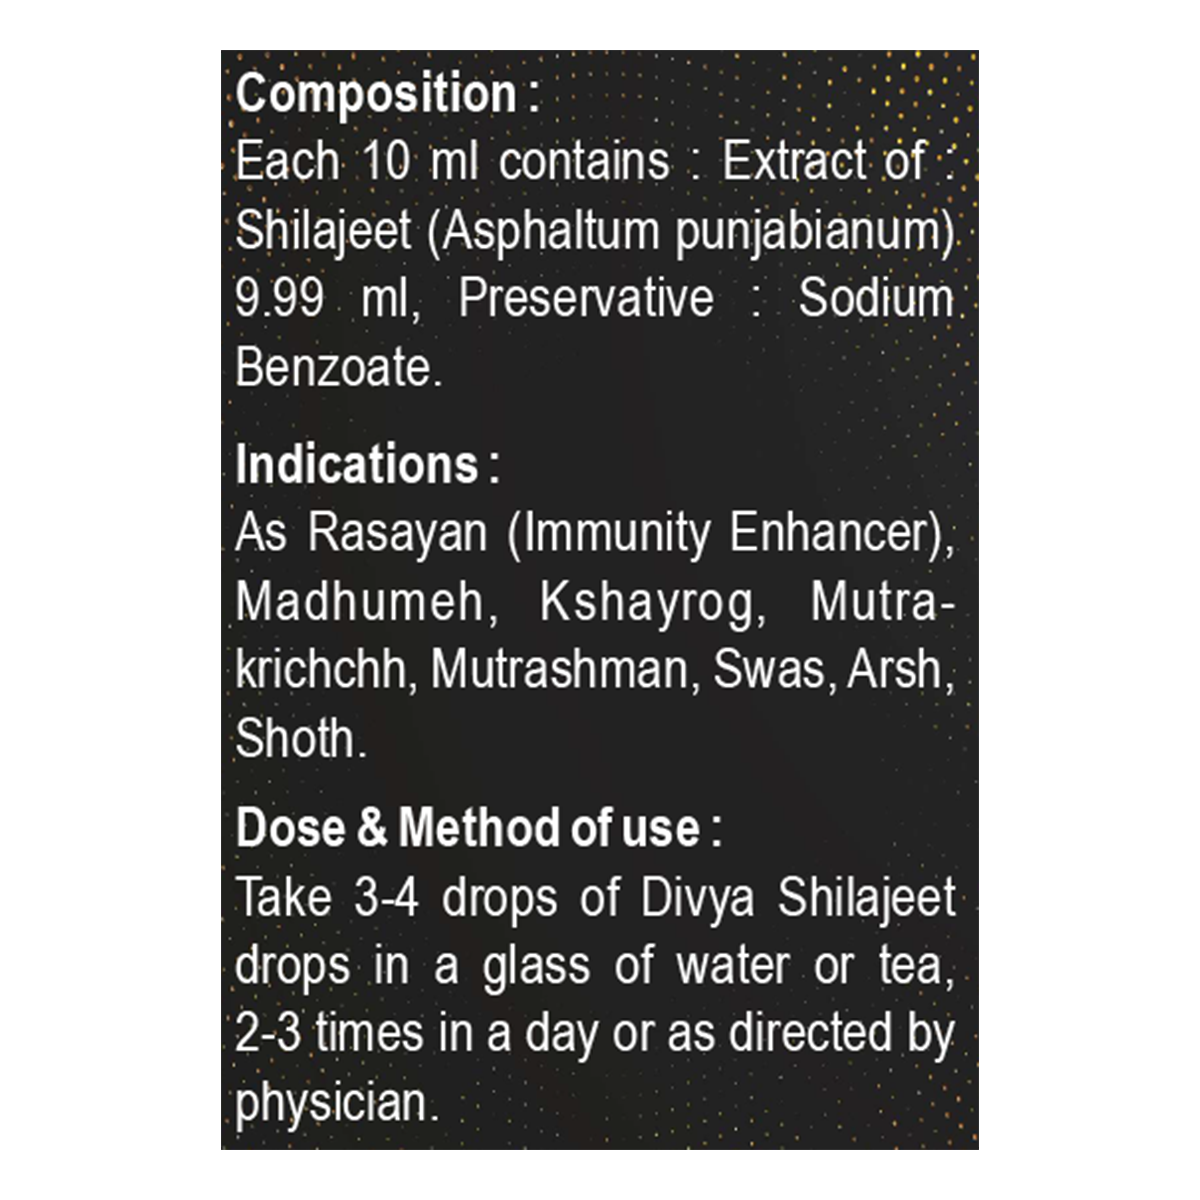 Composition :
Each 10 ml contains : Extract of :
Shilajeet (Asphaltum punjabianum)
9.99 ml, Preservative : Sodium
Benzoate.
Indications :
As Rasayan (Immunity Enhancer),
Madhumeh, Kshayrog, Mutra-
krichchh, Mutrashman, Swas, Arsh,
Shoth.
Dose & Method of use :
Take 3-4 drops of Divya Shilajeet
drops in a glass of water or tea,
2-3 times in a day or as directed by
physician.